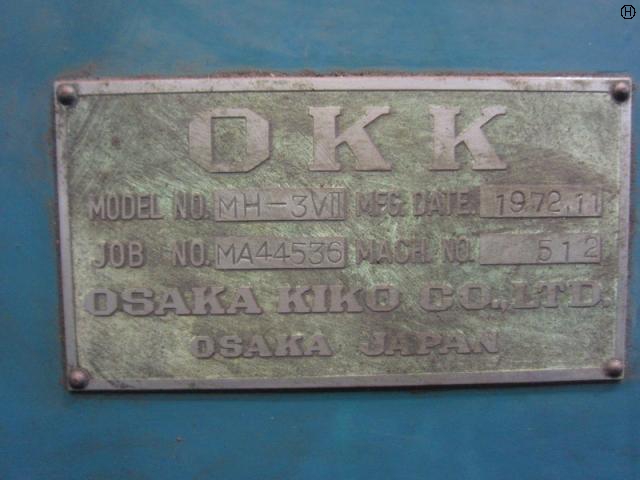 H
OKK
MODEL NO. MH-3VII MFG. DATE. 1972.11
JOB NO. MA44536 MACH. NO. 512
OSAKA KIKO CO., LTD.
OSAKA JAPAN